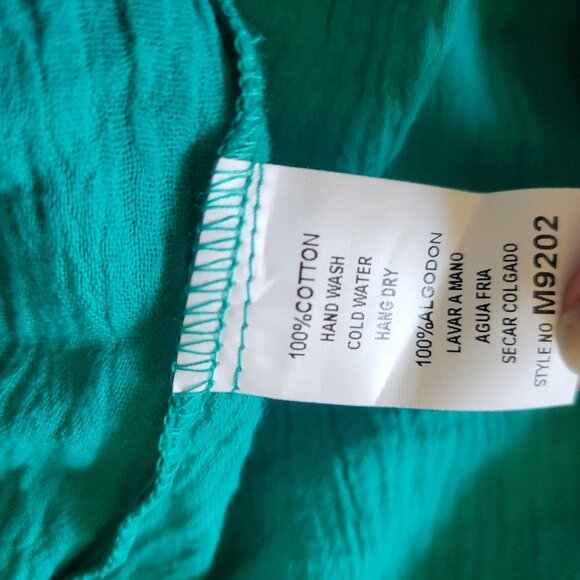 100%COTTON
HAND WASH
COLD WATER
HANG DRY
100%ALGODON
LAVAR A MANO
AGUA FRIA
SECAR COLGADO
STYLE NO M9202